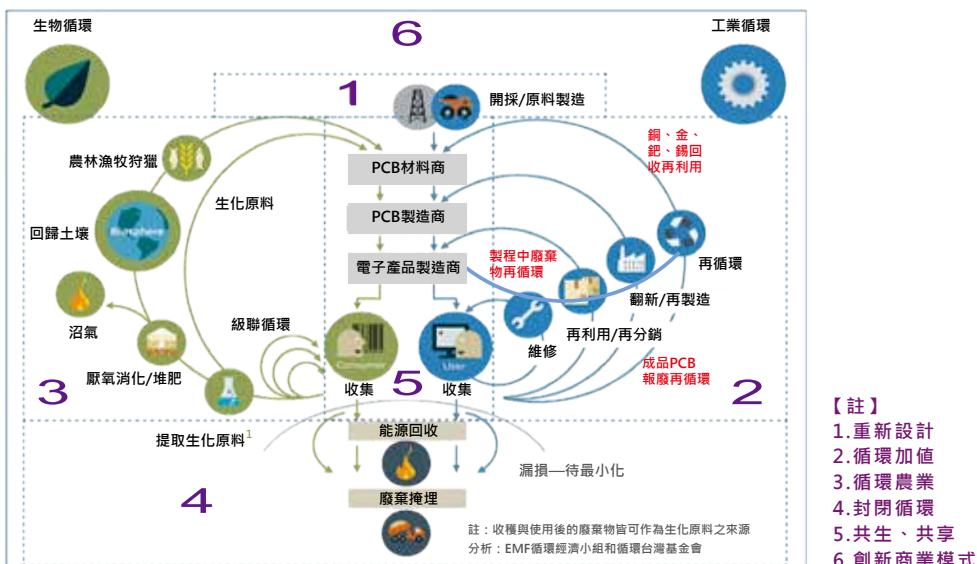 生物循環
6
工業循環
1
開採/原料製造
銅、金、
鈀、錫回
收再利用
農林漁牧狩獵
PCB材料商
生化原料
PCB製造商
Biosphere
回歸土壤
電子產品製造商
製程中廢棄
物再循環
再循環
翻新/再製造
沼氣
級聯循環
再利用/再分銷
維修
Consumer
User
成品PCB
報廢再循環
厭氧消化/堆肥
3
收集
5
收集
2
提取生化原料1
能源回收
漏損—待最小化
4
廢棄掩埋
註：收穫與使用後的廢棄物皆可作為生化原料之來源
分析：EMF循環經濟小組和循環台灣基金會
【註】
1.重新設計
2.循環加值
3.循環農業
4.封閉循環
5.共生、共享
6.創新商業模式